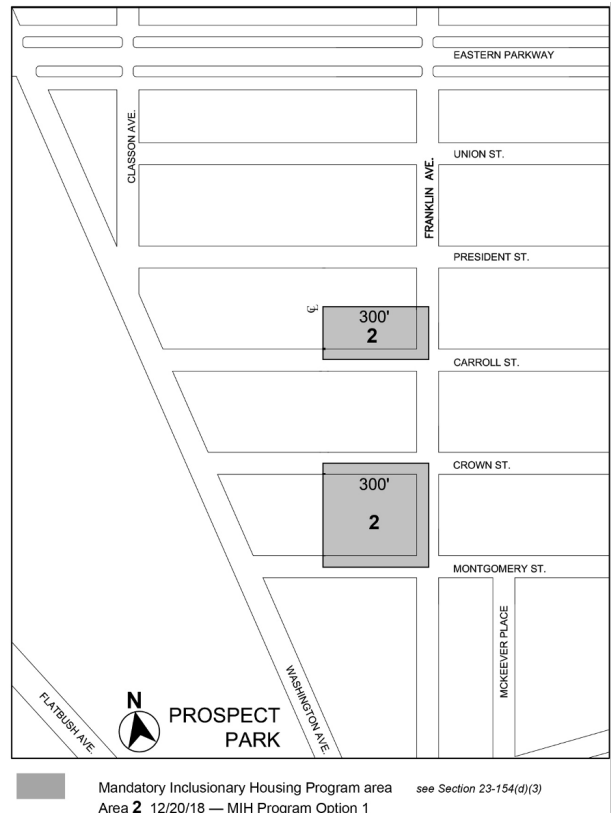 EASTERN PARKWAY
CLASSON AVE.
UNION ST.
FRANKLIN AVE.
PRESIDENT ST.
℄
300'
2
CARROLL ST.
CROWN ST.
300'
2
MONTGOMERY ST.
MCKEEVER PLACE
WASHINGTON AVE.
FLATBUSH AVE.
N
PROSPECT
PARK
Mandatory Inclusionary Housing Program area see Section 23-154(d)(3)
Area 2 12/20/18 — MIH Program Option 1